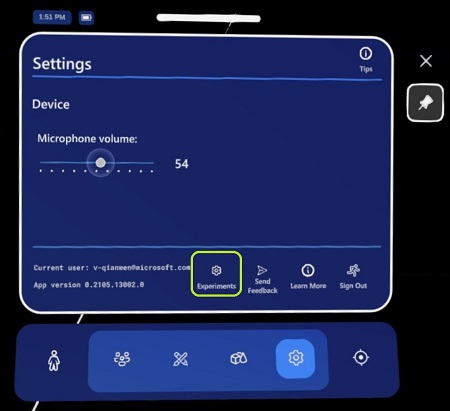 1:51 PM
Settings
Tips
Device
Microphone volume:
54
Current user: v-qianwen@microsoft.com
App version 0.2105,13002.0
Experiments
Send
Feedback
Learn More
Sign Out